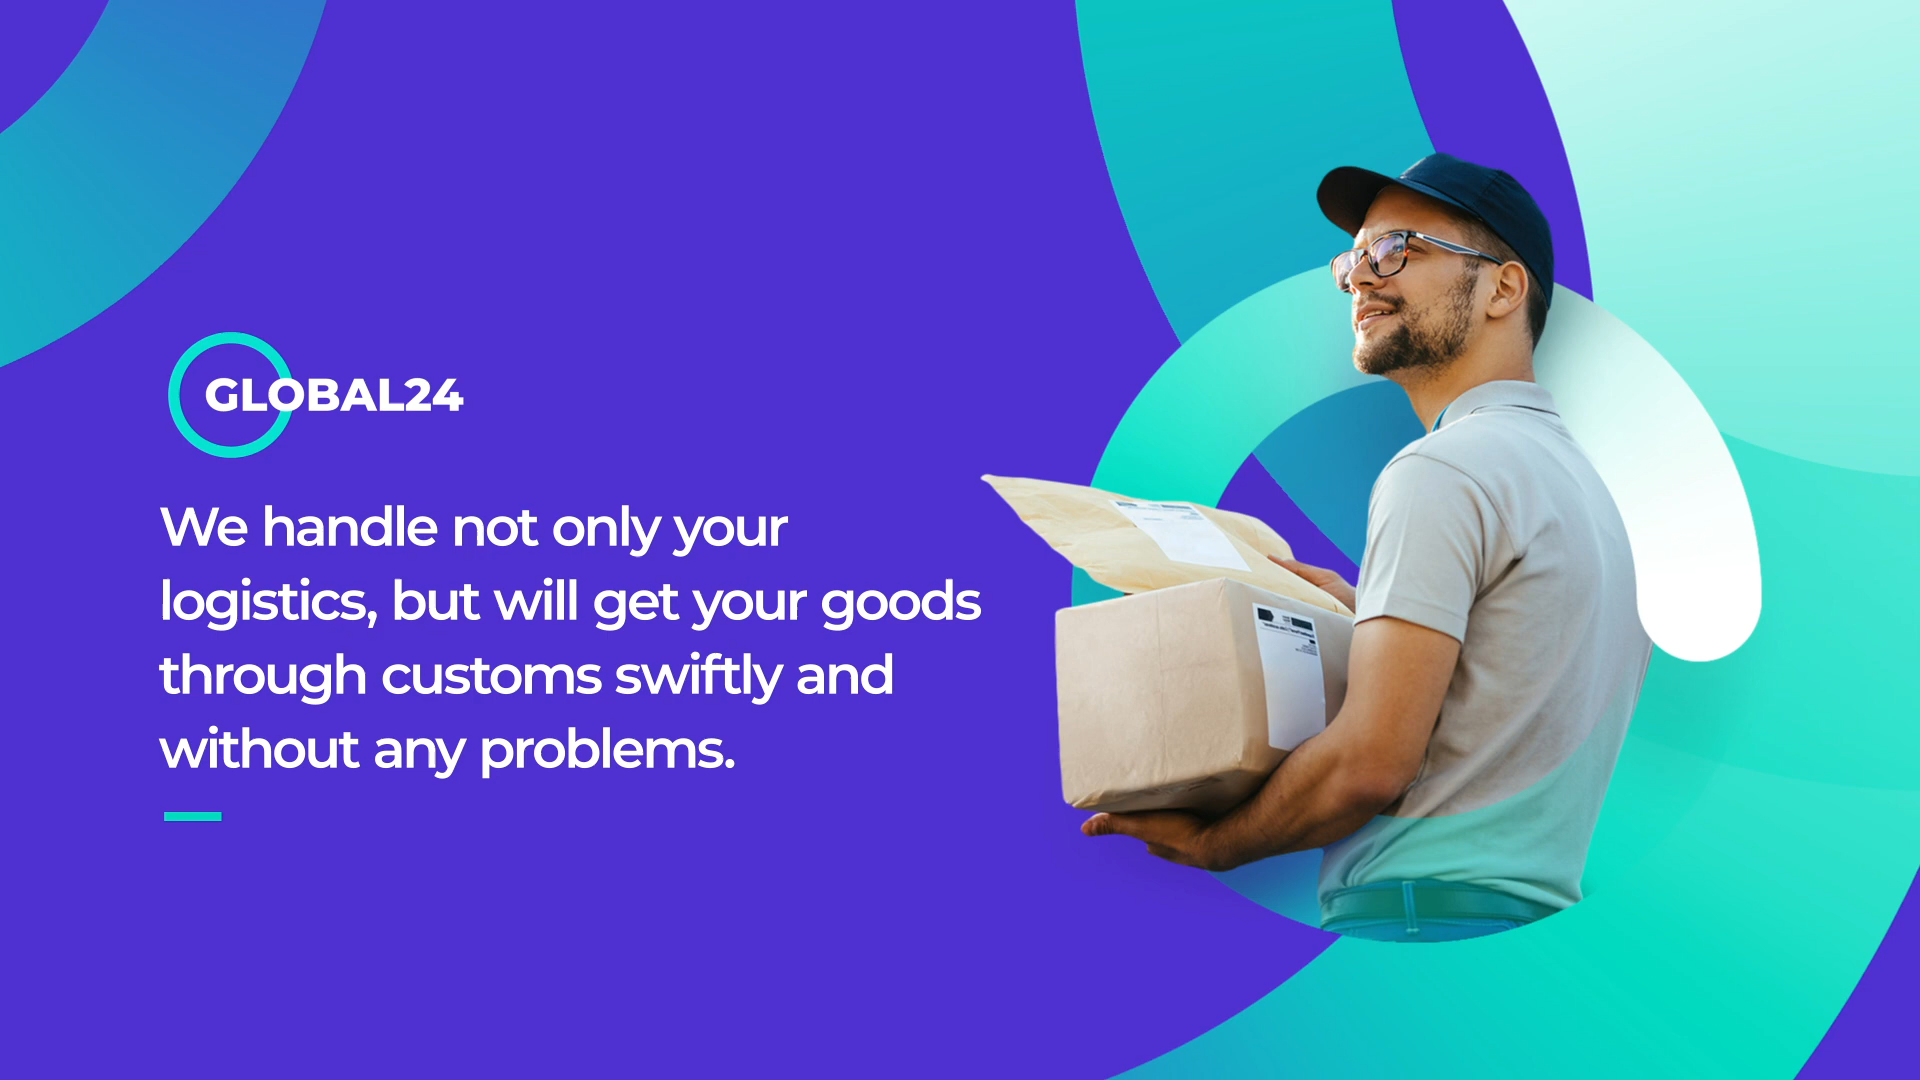 GLOBAL24
We handle not only your
logistics, but will get your goods
through customs swiftly and
without any problems.